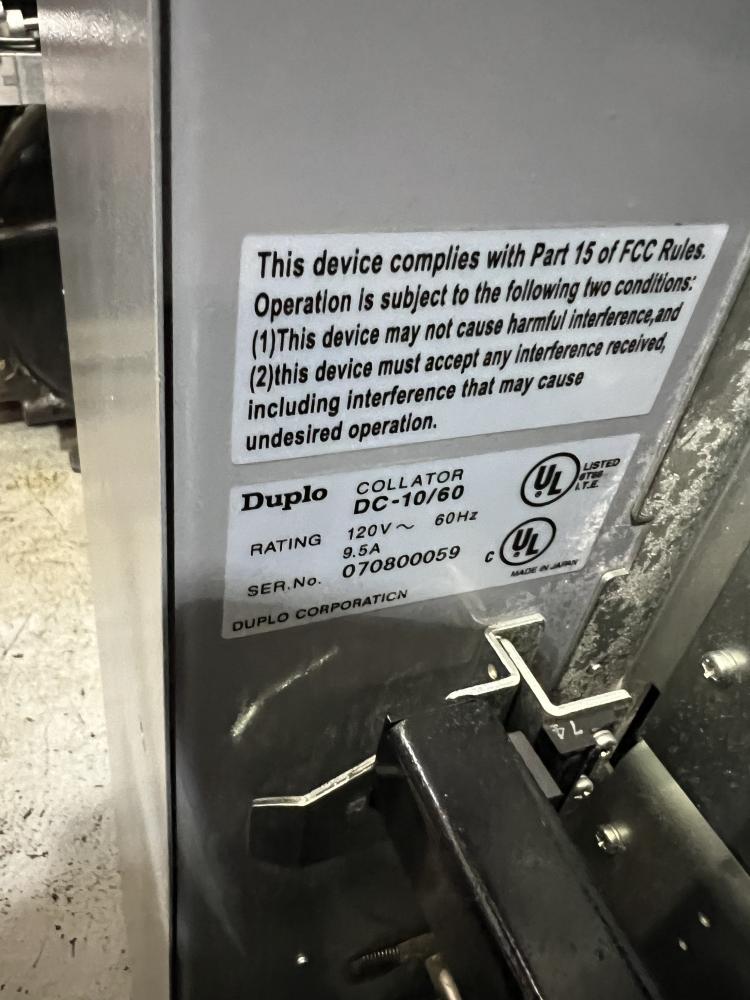 This device complies with Part 15 of FCC Rules.
Operation is subject to the following two conditions:
(1)This device may not cause harmful interference,and
(2)this device must accept any interference received,
including interference that may cause
undesired operation.
Duplo COLLATOR
DC-10/60
RATING 120V～ 60Hz
9.5A
SER.No. 070800059
DUPLO CORPORATION
UL LISTED
I.T.E.
C UL
MADE IN JAPAN
74